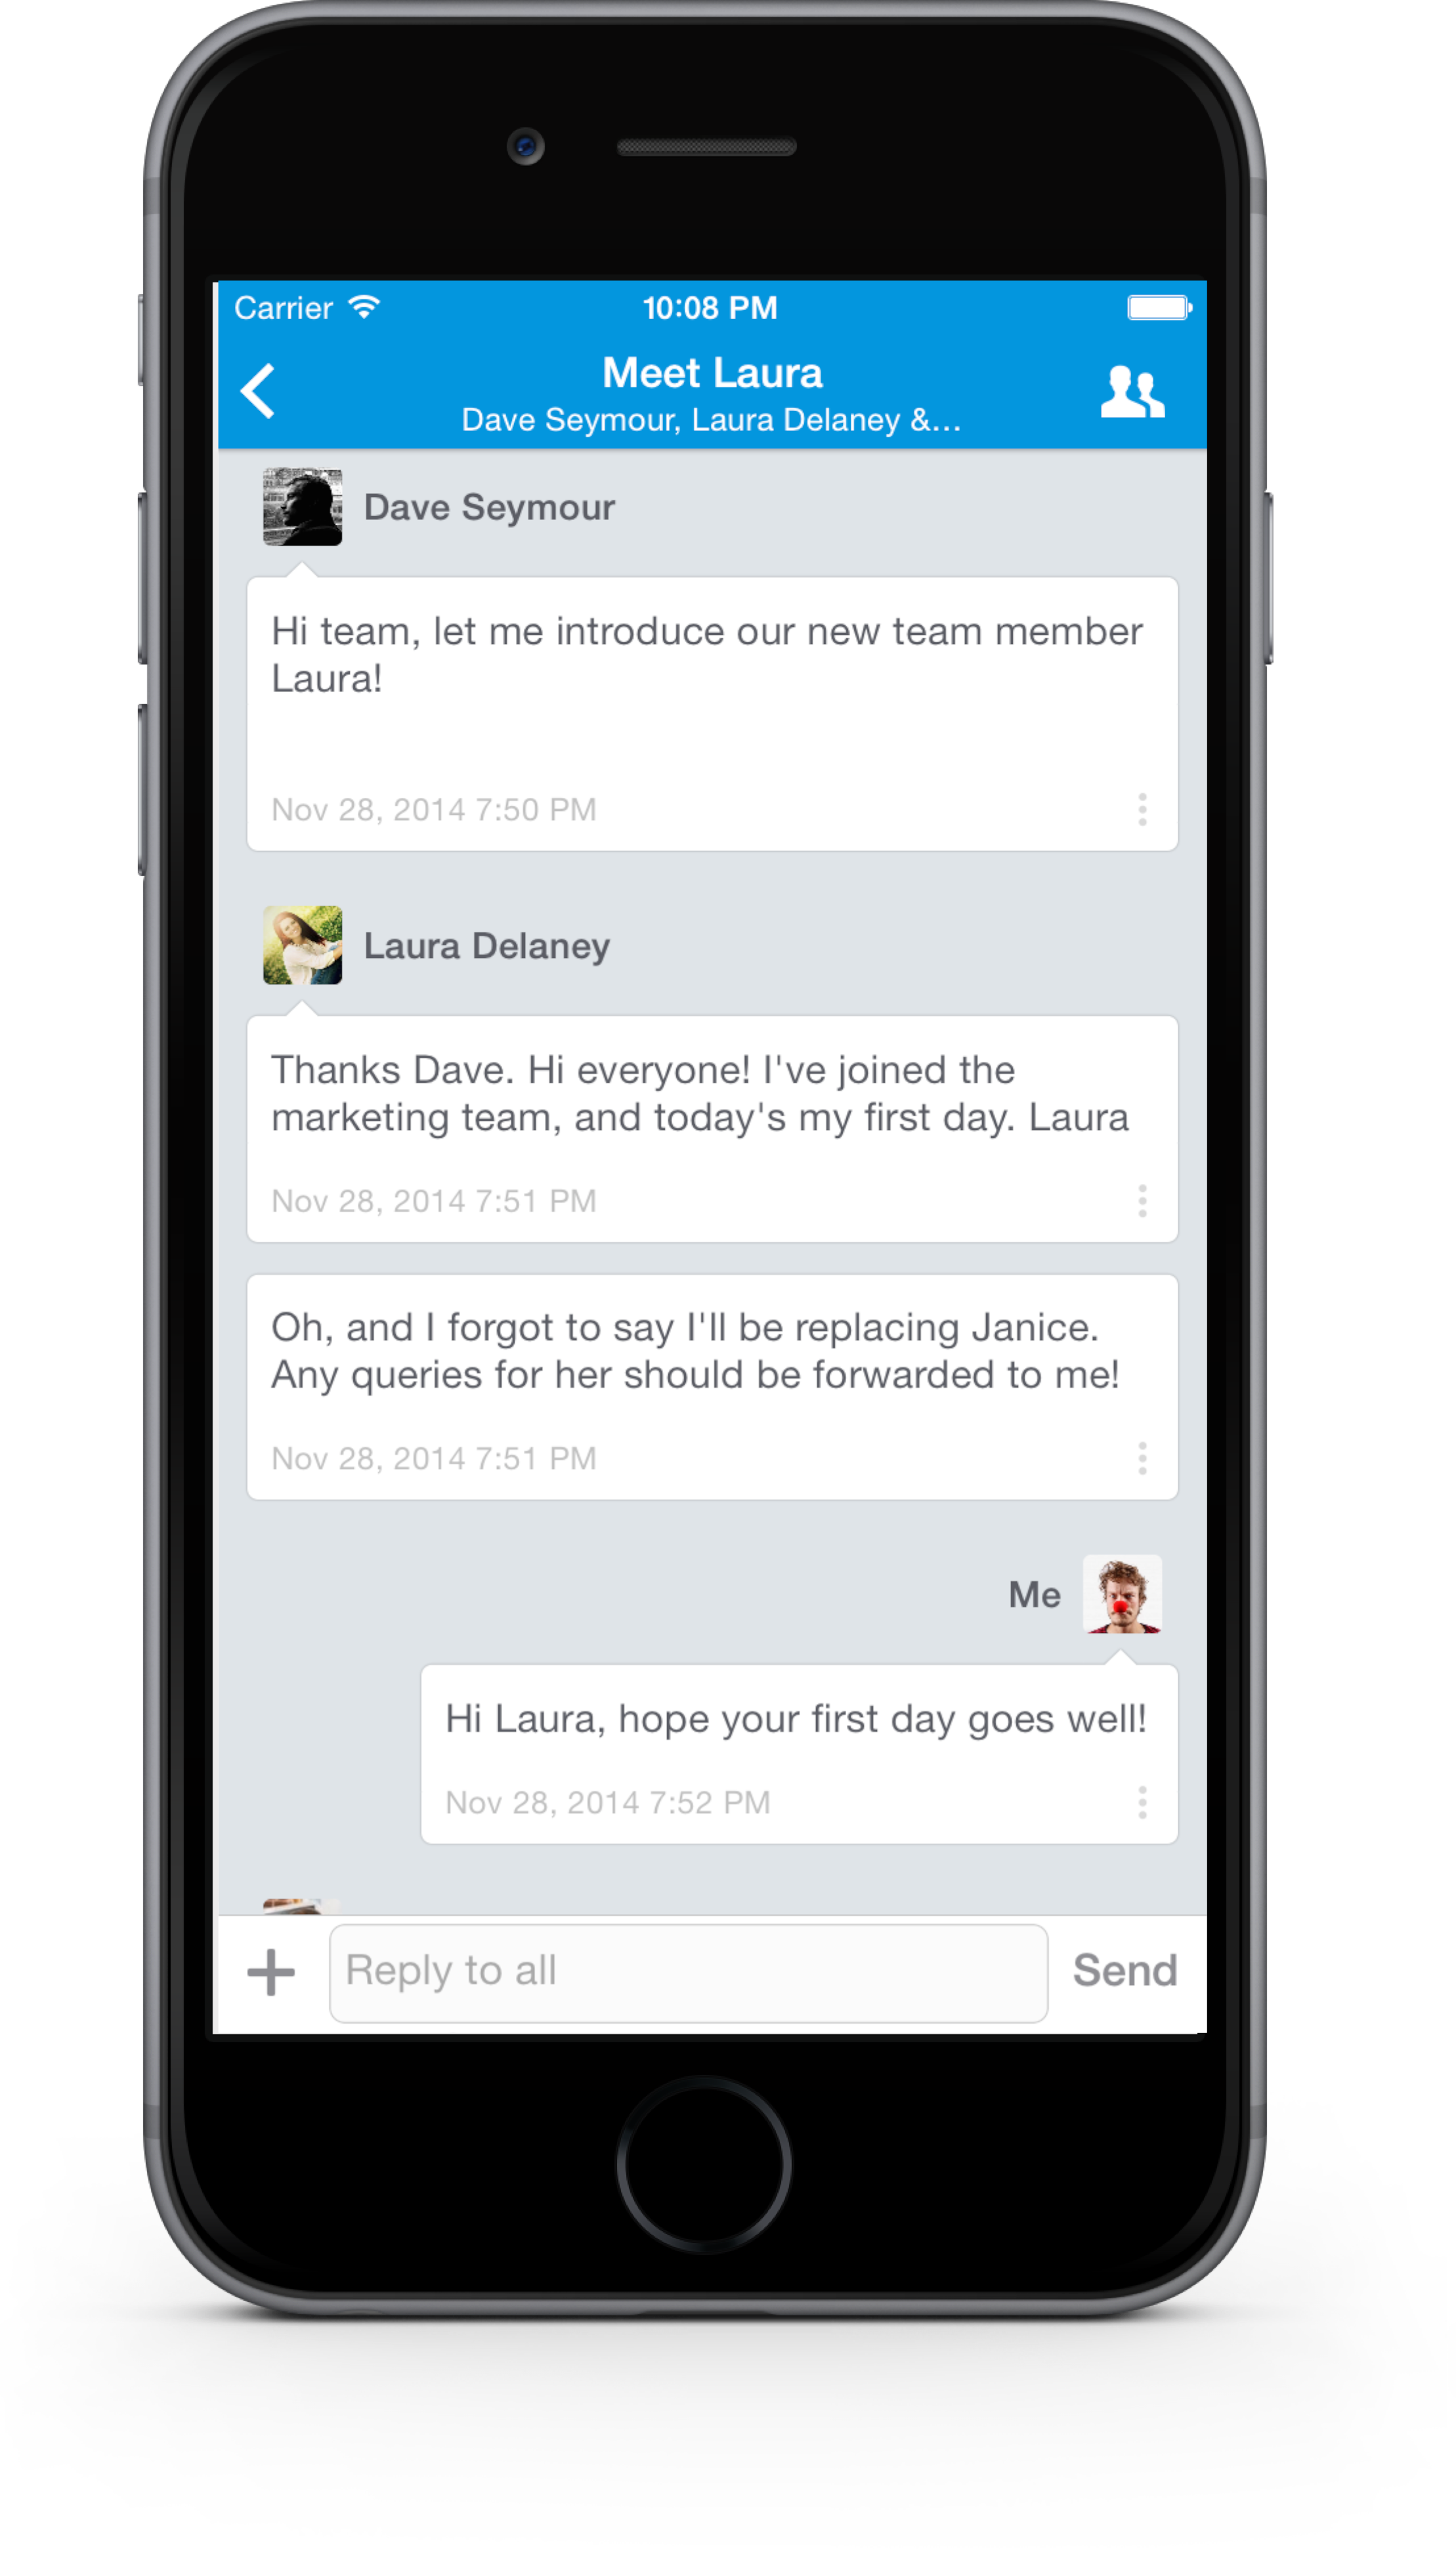 Carrier 10:08 PM
Meet Laura
Dave Seymour, Laura Delaney &...
Dave Seymour
Hi team, let me introduce our new team member
Laura!
Nov 28, 2014 7:50 PM
Laura Delaney
Thanks Dave. Hi everyone! I've joined the
marketing team, and today's my first day. Laura
Nov 28, 2014 7:51 PM
Oh, and I forgot to say I'll be replacing Janice.
Any queries for her should be forwarded to me!
Nov 28, 2014 7:51 PM
Me
Hi Laura, hope your first day goes well!
Nov 28, 2014 7:52 PM
Reply to all
Send